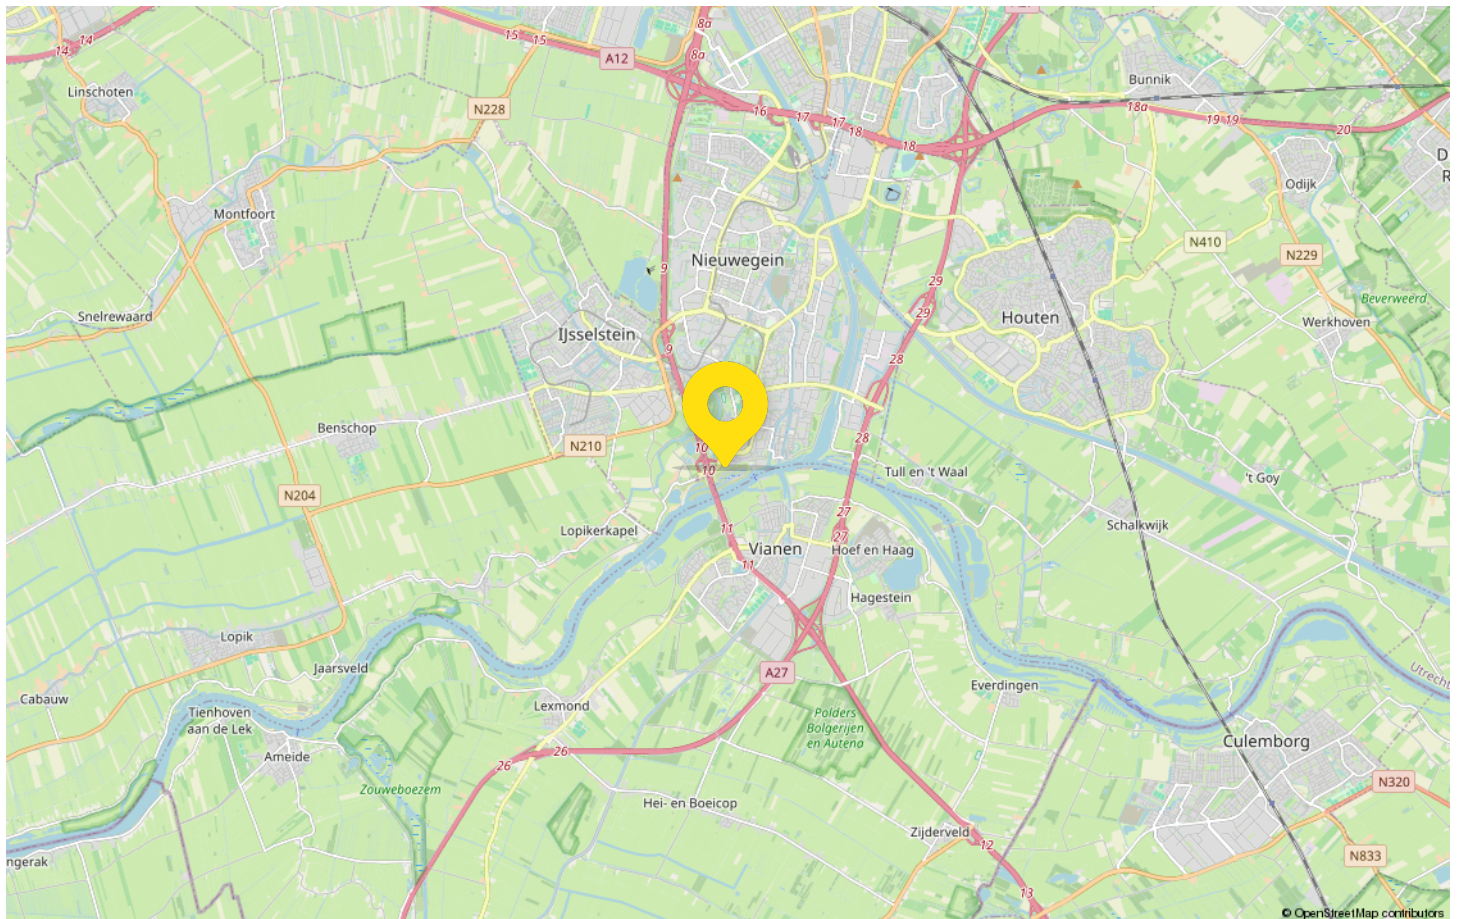 14
14
15
15
8a
8a
A12
Bunnik
Linschoten
N228
16
17
17
18
18
18a
19 19
20
D
R
Odijk
Montfoort
N410
N229
Nieuwegein
9
29
29
Beverweerd
Snelrewaard
Houten
Werkhoven
IJsselstein
9
28
Benschop
N210
10
10
28
Tull en 't Waal
't Goy
N204
Lopikerkapel
11
27
27
Schalkwijk
Vianen
Hoef en Haag
11
Hagestein
Lopik
Jaarsveld
A27
Utrecht
Everdingen
Cabauw
Tienhoven
aan de Lek
Lexmond
Polders
Bolgerijen
en Autena
Culemborg
Ameide
26
26
Zouweboezem
N320
Hei- en Boeicop
Zijderveld
12
N833
ngerak
13
© OpenStreetMap contributors